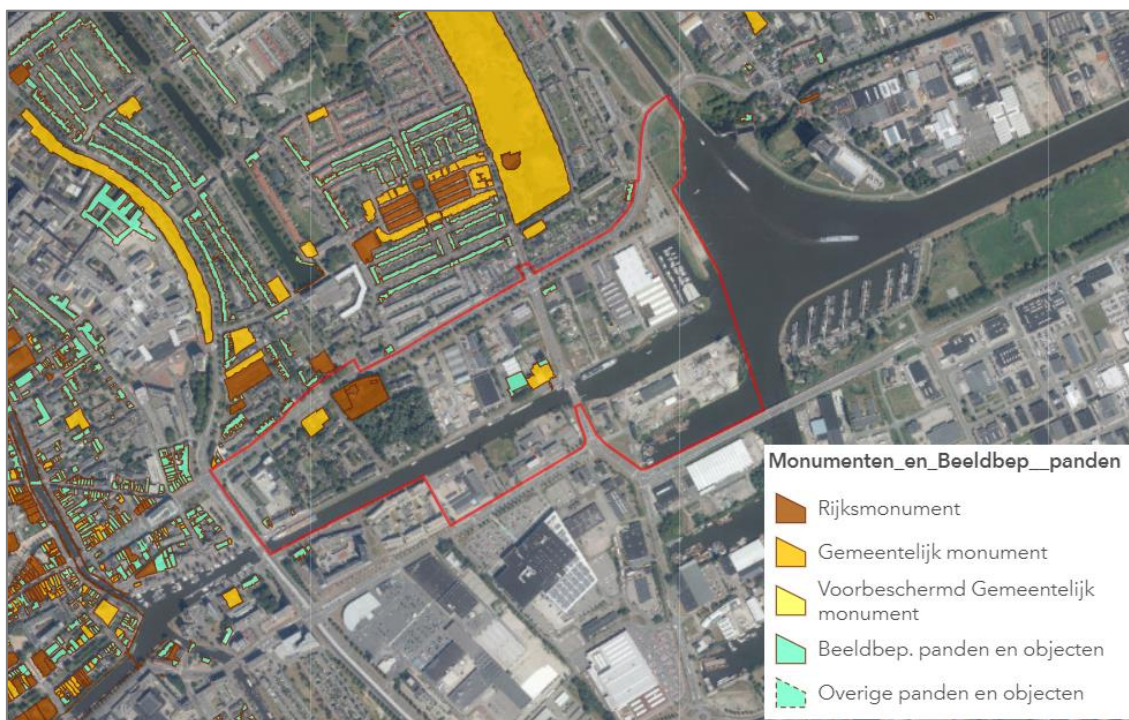 Monumenten_en_Beeldbep__panden
Rijksmonument
Gemeentelijk monument
Voorbeschermd Gemeentelijk
monument
Beeldbep. panden en objecten
Overige panden en objecten